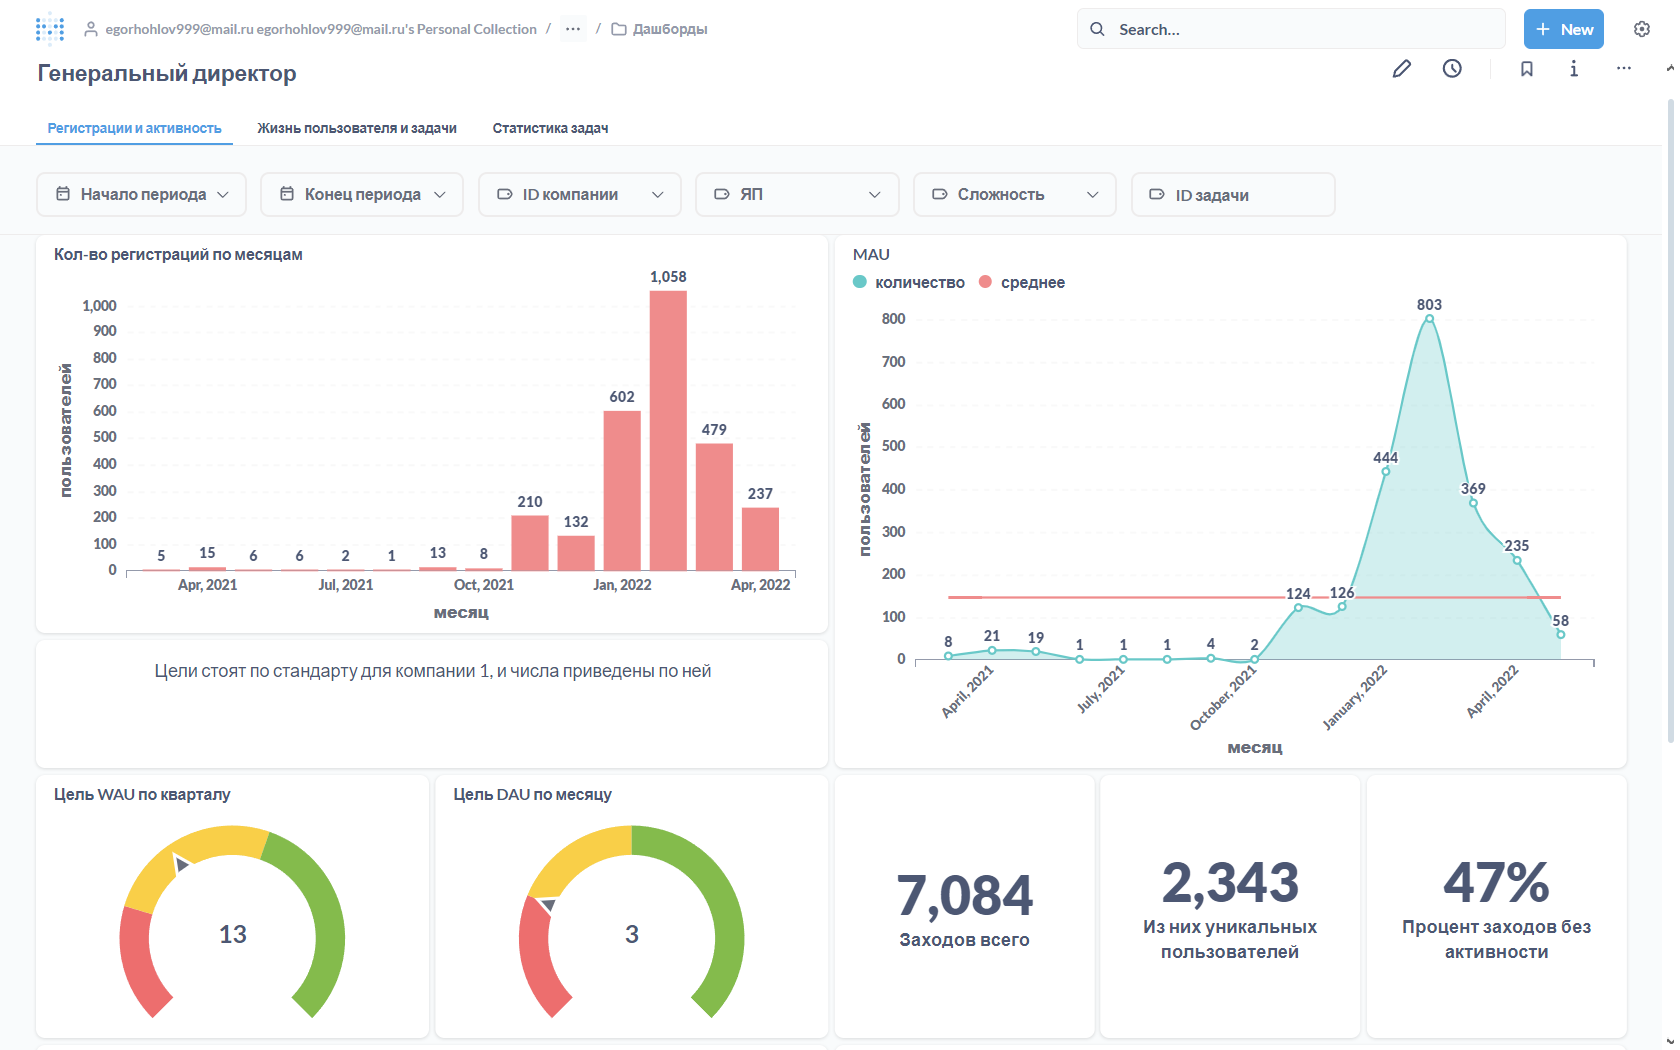 egorhohlov999@mail.ru egorhohlov999@mail.ru's Personal Collection / ... / Дашборды
Search...
+ New
Генеральный директор
Регистрации и активность
Жизнь пользователя и задачи
Статистика задач
Начало периода
Конец периода
ID компании
ЯП
Сложность
ID задачи
Кол-во регистраций по месяцам
1,058
1,000
900
800
700
600
500
400
300
200
100
0
пользователей
5
15
6
6
2
1
13
8
210
132
602
479
237
Apr, 2021
Jul, 2021
Oct, 2021
Jan, 2022
Apr, 2022
месяц
MAU
количество
среднее
800
700
600
500
400
300
200
100
0
пользователей
8
21
19
1
1
1
4
2
124
126
444
803
369
235
58
April, 2021
July, 2021
October, 2021
January, 2022
April, 2022
месяц
Цели стоят по стандарту для компании 1, и числа приведены по ней
Цель WAU по кварталу
13
Цель DAU по месяцу
3
7,084
Заходов всего
2,343
Из них уникальных
пользователей
47%
Процент заходов без
активности